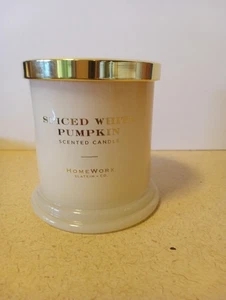 SPICED WHITE
PUMPKIN
SCENTED CANDLE
HOMEWORX